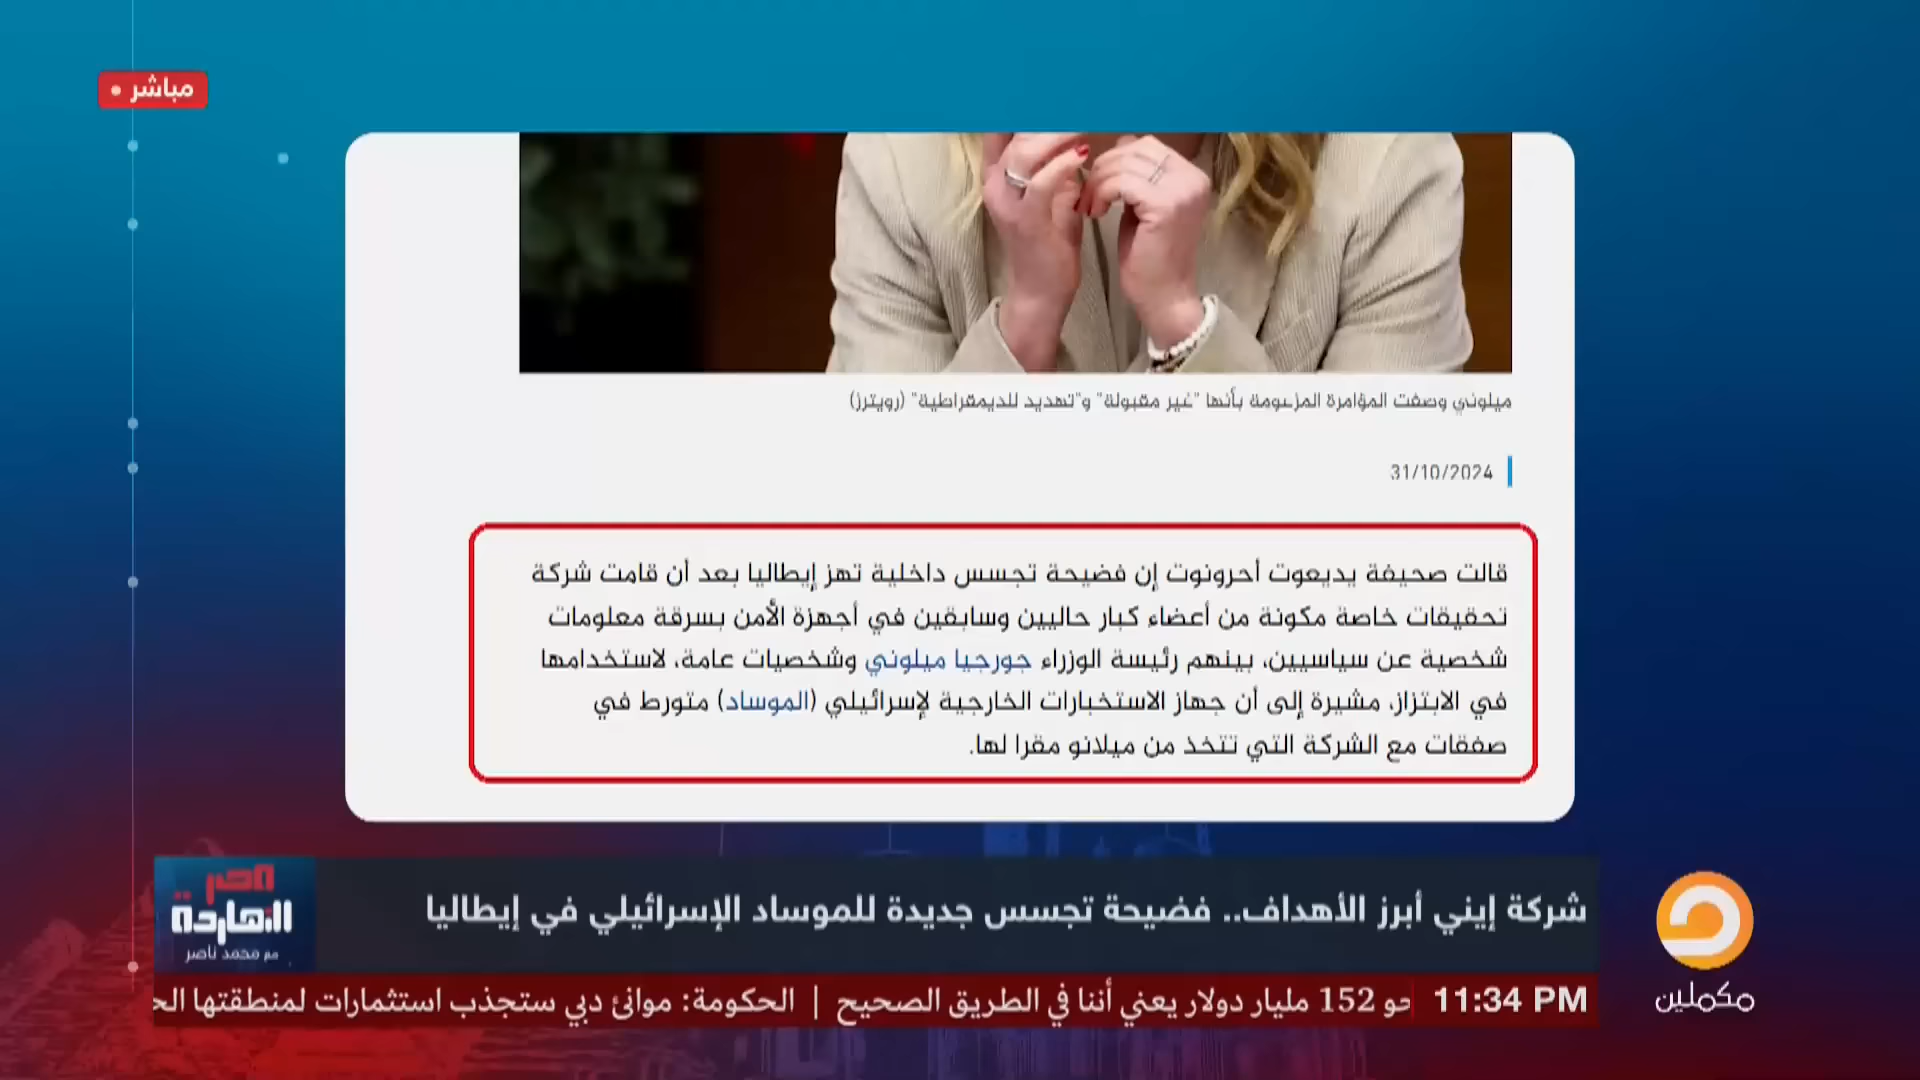 مباشر
ميلوني وصفت المؤامرة المزعومة بأنها "غير مقبولة" و"تهديد للديمقراطية" (رويترز)
31/10/2024
قالت صحيفة يديعوت أحرونوت إن فضيحة تجسس داخلية تهز إيطاليا بعد أن قامت شركة
تحقيقات خاصة مكونة من أعضاء كبار حاليين وسابقين في أجهزة الأمن بسرقة معلومات
شخصية عن سياسيين، بينهم رئيسة الوزراء جورجيا ميلوني وشخصيات عامة، لاستخدامها
في الابتزاز، مشيرة إلى أن جهاز الاستخبارات الخارجية لإسرائيلي (الموساد) متورط في
صفقات مع الشركة التي تتخذ من ميلانو مقرا لها.
شركة إيني أبرز الأهداف.. فضيحة تجسس جديدة للموساد الإسرائيلي في إيطاليا
مصر
النهاردة
مع محمد ناصر
11:34 PM
152 مليار دولار يعني أننا في الطريق الصحيح | الحكومة: موانئ دبي ستجذب استثمارات لمنطقتها
مكملين